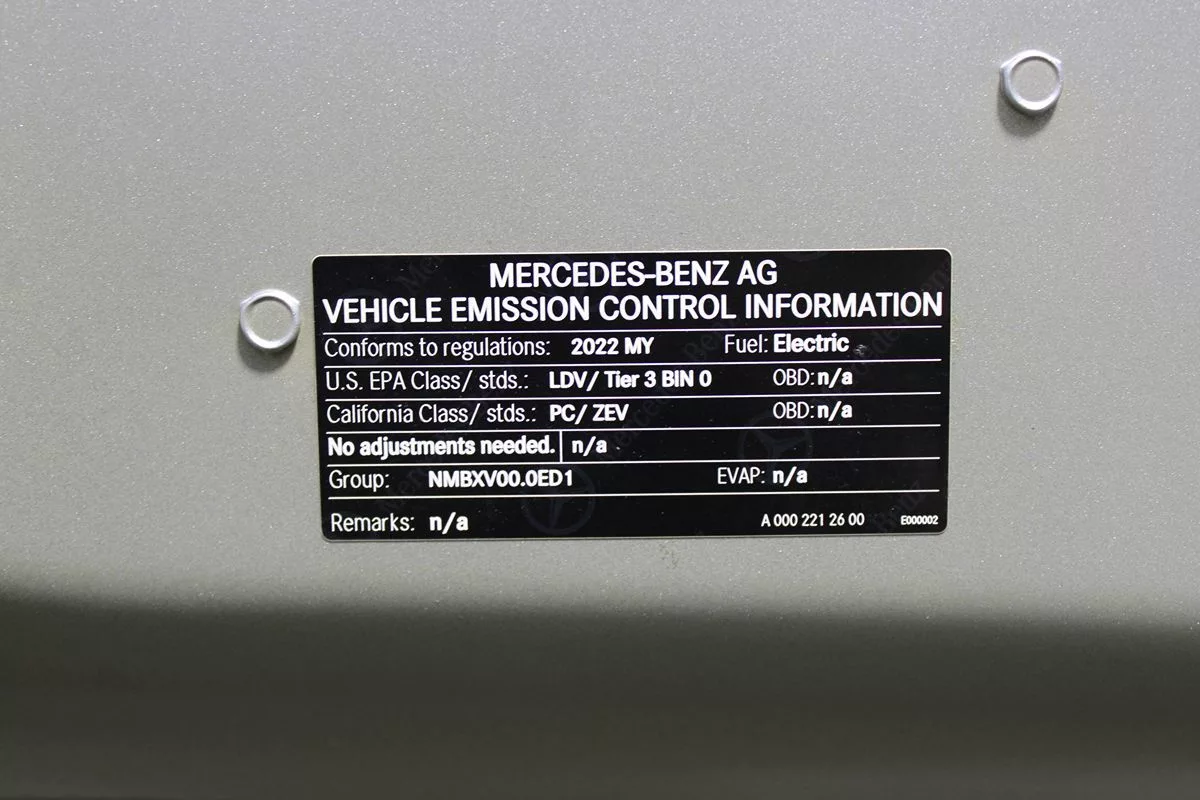 MERCEDES-BENZ AG
VEHICLE EMISSION CONTROL INFORMATION
Conforms to regulations: 2022 MY Fuel: Electric
U.S. EPA Class/ stds.: LDV/ Tier 3 BIN 0 OBD: n/a
California Class/ stds.: PC/ ZEV OBD: n/a
No adjustments needed. n/a
Group: NMBXV00.0ED1 EVAP: n/a
Remarks: n/a A 000 221 26 00 E000002